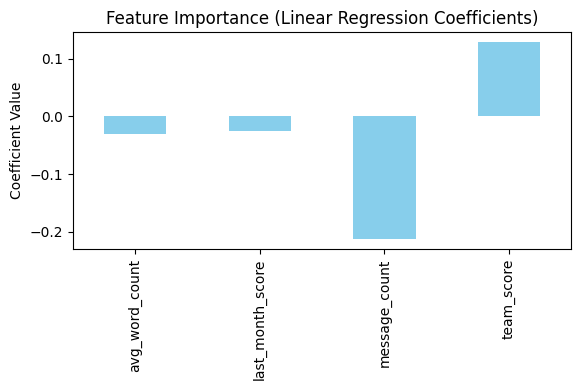 Feature Importance (Linear Regression Coefficients)
Coefficient Value
0.1
0.0
−0.1
−0.2
avg_word_count
last_month_score
message_count
team_score